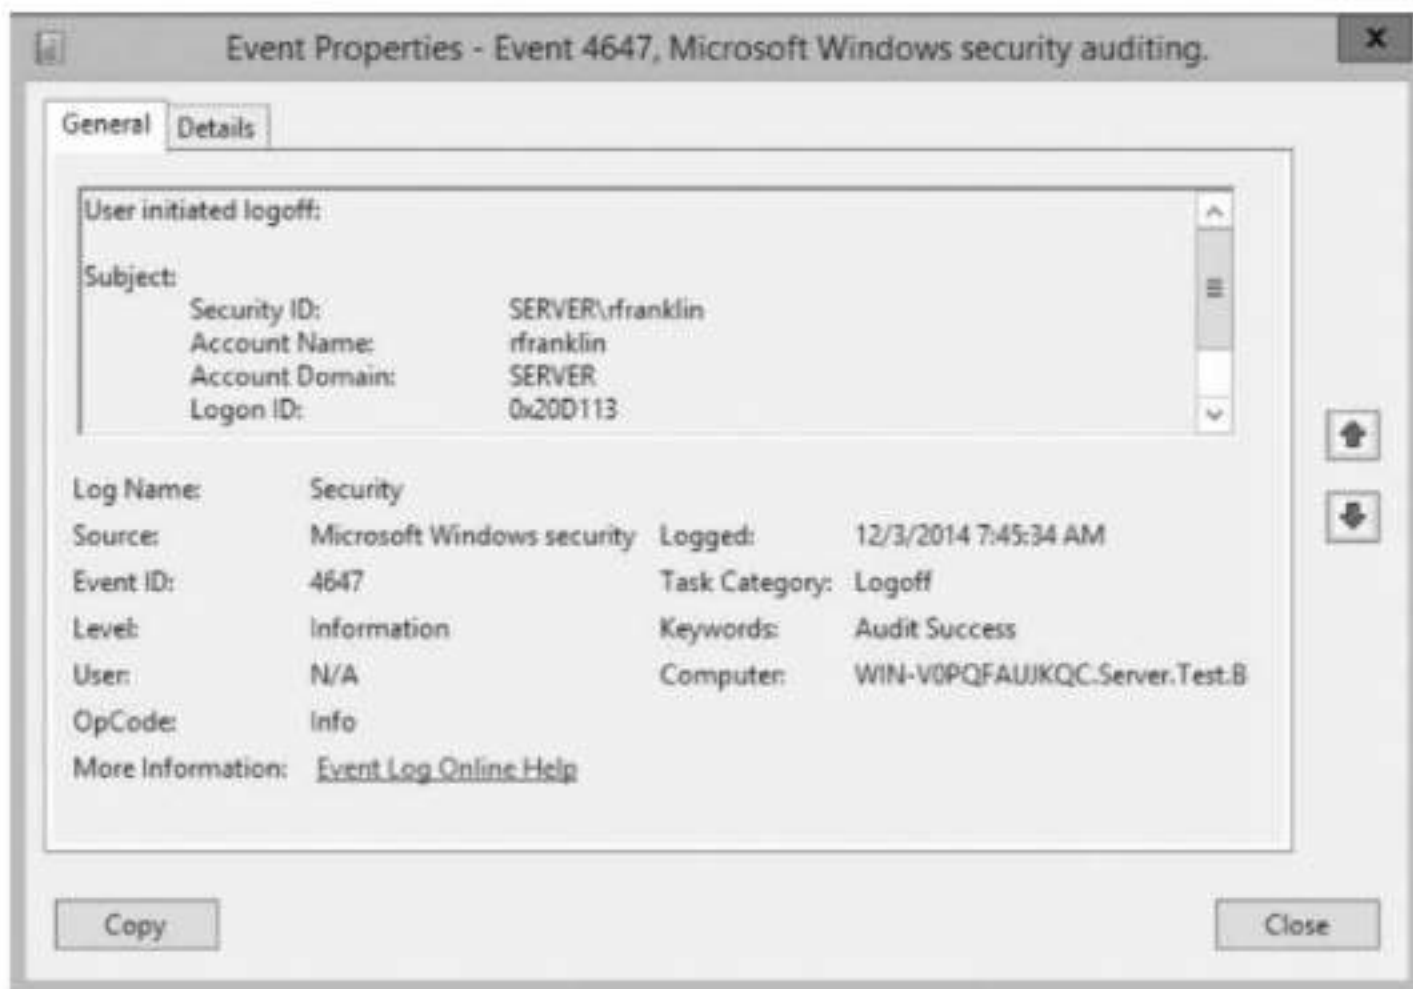 Event Properties - Event 4647, Microsoft Windows security auditing.
x
General Details
User initiated logoff:
Subject:
Security ID: SERVER\rfranklin
Account Name: rfranklin
Account Domain: SERVER
Logon ID: 0x20D113
Log Name: Security
Source: Microsoft Windows security Logged: 12/3/2014 7:45:34 AM
Event ID: 4647 Task Category: Logoff
Level: Information Keywords: Audit Success
User: N/A Computer: WIN-V0PQFAUJKQC.Server.Test.B
OpCode: Info
More Information: Event Log Online Help
Copy Close